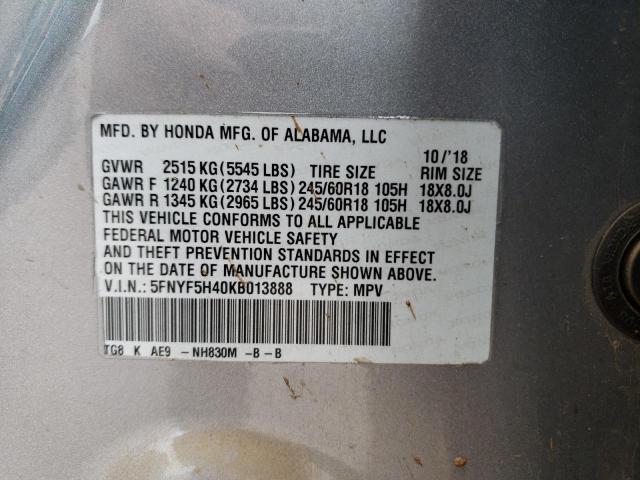 MFD. BY HONDA MFG. OF ALABAMA, LLC
10/'18
GVWR 2515 KG (5545 LBS) TIRE SIZE RIM SIZE
GAWR F 1240 KG (2734 LBS) 245/60R18 105H 18X8.0J
GAWR R 1345 KG (2965 LBS) 245/60R18 105H 18X8.0J
THIS VEHICLE CONFORMS TO ALL APPLICABLE
FEDERAL MOTOR VEHICLE SAFETY
AND THEFT PREVENTION STANDARDS IN EFFECT
ON THE DATE OF MANUFACTURE SHOWN ABOVE.
V.I.N.: 5FNYF5H40KB013888 TYPE: MPV
TG8 K AE9 -NH830M -B-B